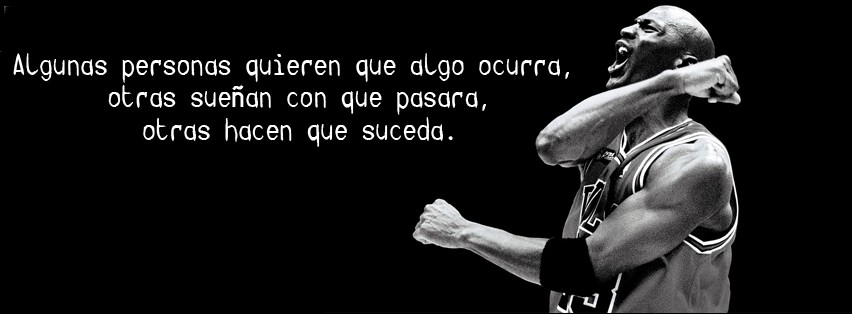 Algunas personas quieren que algo ocurra,
otras sueñan con que pasara,
otras hacen que suceda.